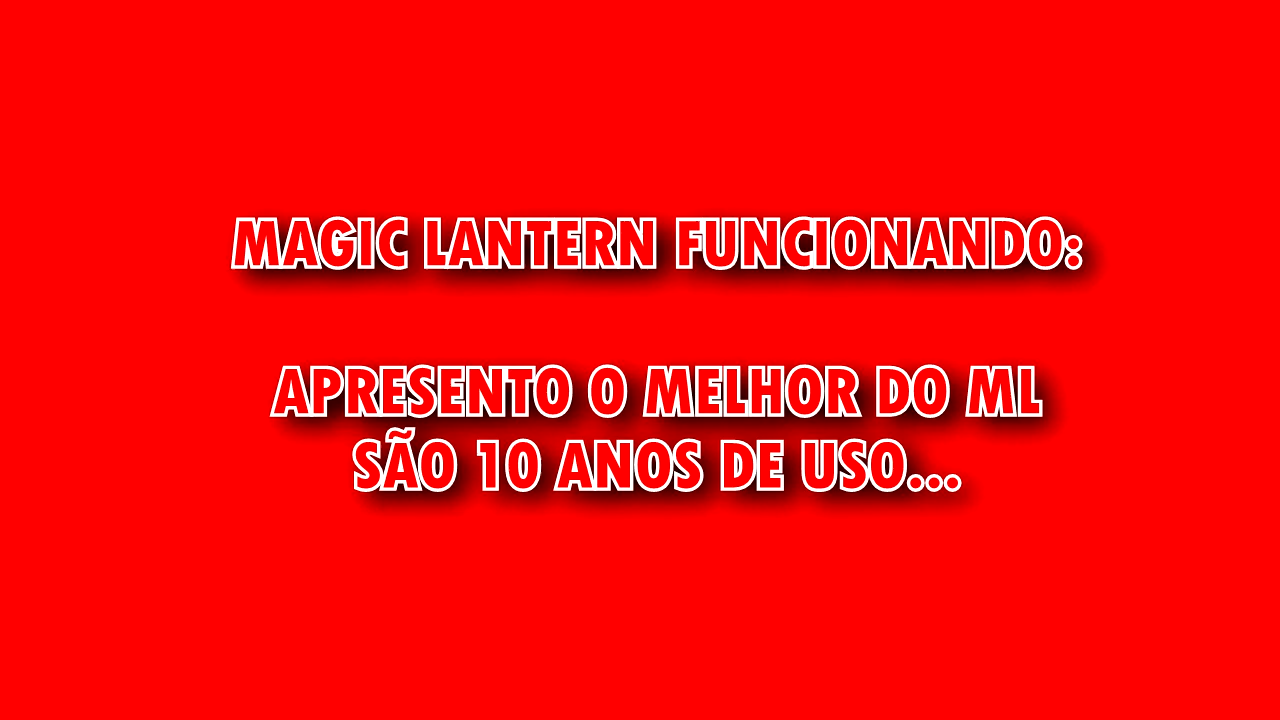 MAGIC LANTERN FUNCIONANDO:
APRESENTO O MELHOR DO ML
SÃO 10 ANOS DE USO...